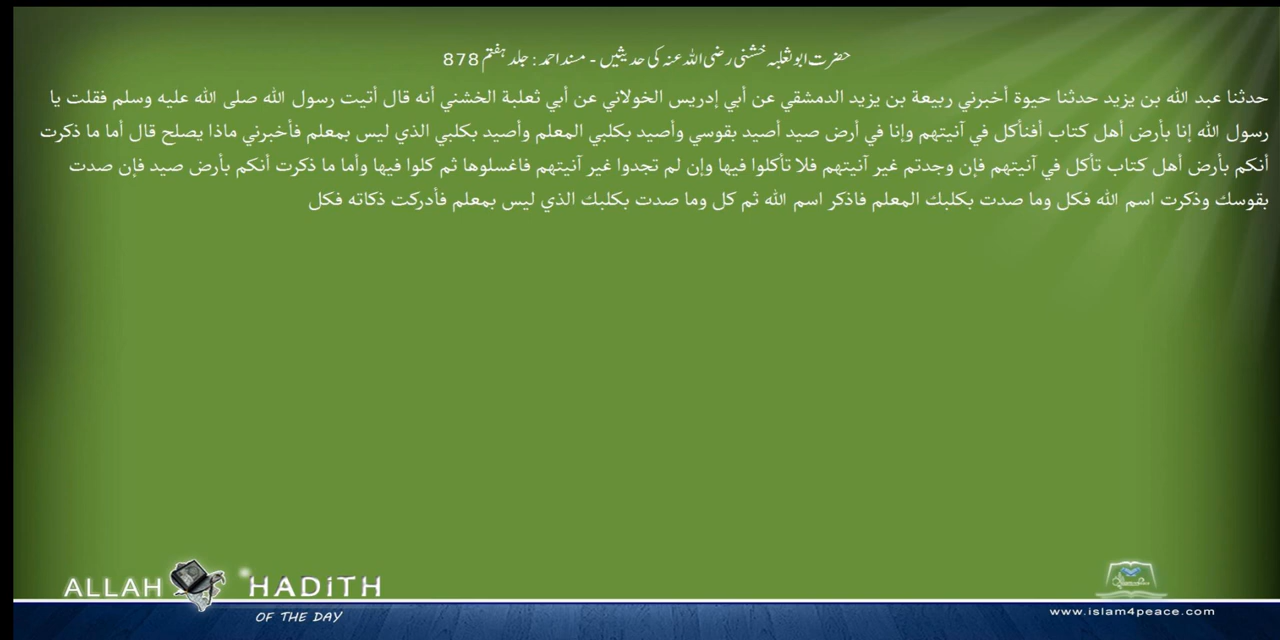 حضرت ابو ثعلبہ خشنی رضی اللہ عنہ کی حدیثیں - مسند احمد : جلد ہفتم 878
حدثنا عبد الله بن يزيد حدثنا حيوة أخبرني ربيعة بن يزيد الدمشقي عن أبي إدريس الخولاني عن أبي ثعلبة الخشني أنه قال أتيت رسول الله صلى الله عليه وسلم فقلت يا
رسول الله إنا بأرض أهل كتاب أفنأكل في آنيتهم وإنا في أرض صيد أصيد بقوسي وأصيد بكلبي المعلم وأصيد بكلبي الذي ليس بمعلم فأخبرني ماذا يصلح قال أما ما ذكرت
أنكم بأرض أهل كتاب تأكل في آنيتهم فإن وجدتم غير آنيتهم فلا تأكلوا فيها وإن لم تجدوا غير آنيتهم فاغسلوها ثم كلوا فيها وأما ما ذكرت أنكم بأرض صيد فإن صدت
بقوسك وذكرت اسم الله فكل وما صدت بكلبك المعلم فاذكر اسم الله ثم كل وما صدت بكلبك الذي ليس بمعلم فأدركت ذكاته فكل
ALLAH HADITH
OF THE DAY
www.islam4peace.com